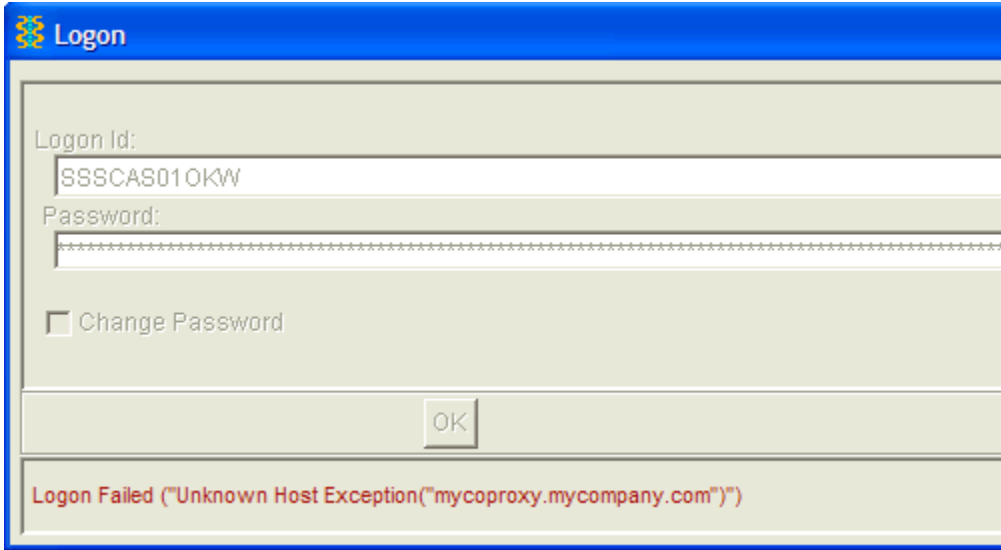 Logon
Logon Id:
SSSCAS01OKW
Password:
Change Password
OK
Logon Failed ("Unknown Host Exception("mycoproxy.mycompany.com")")